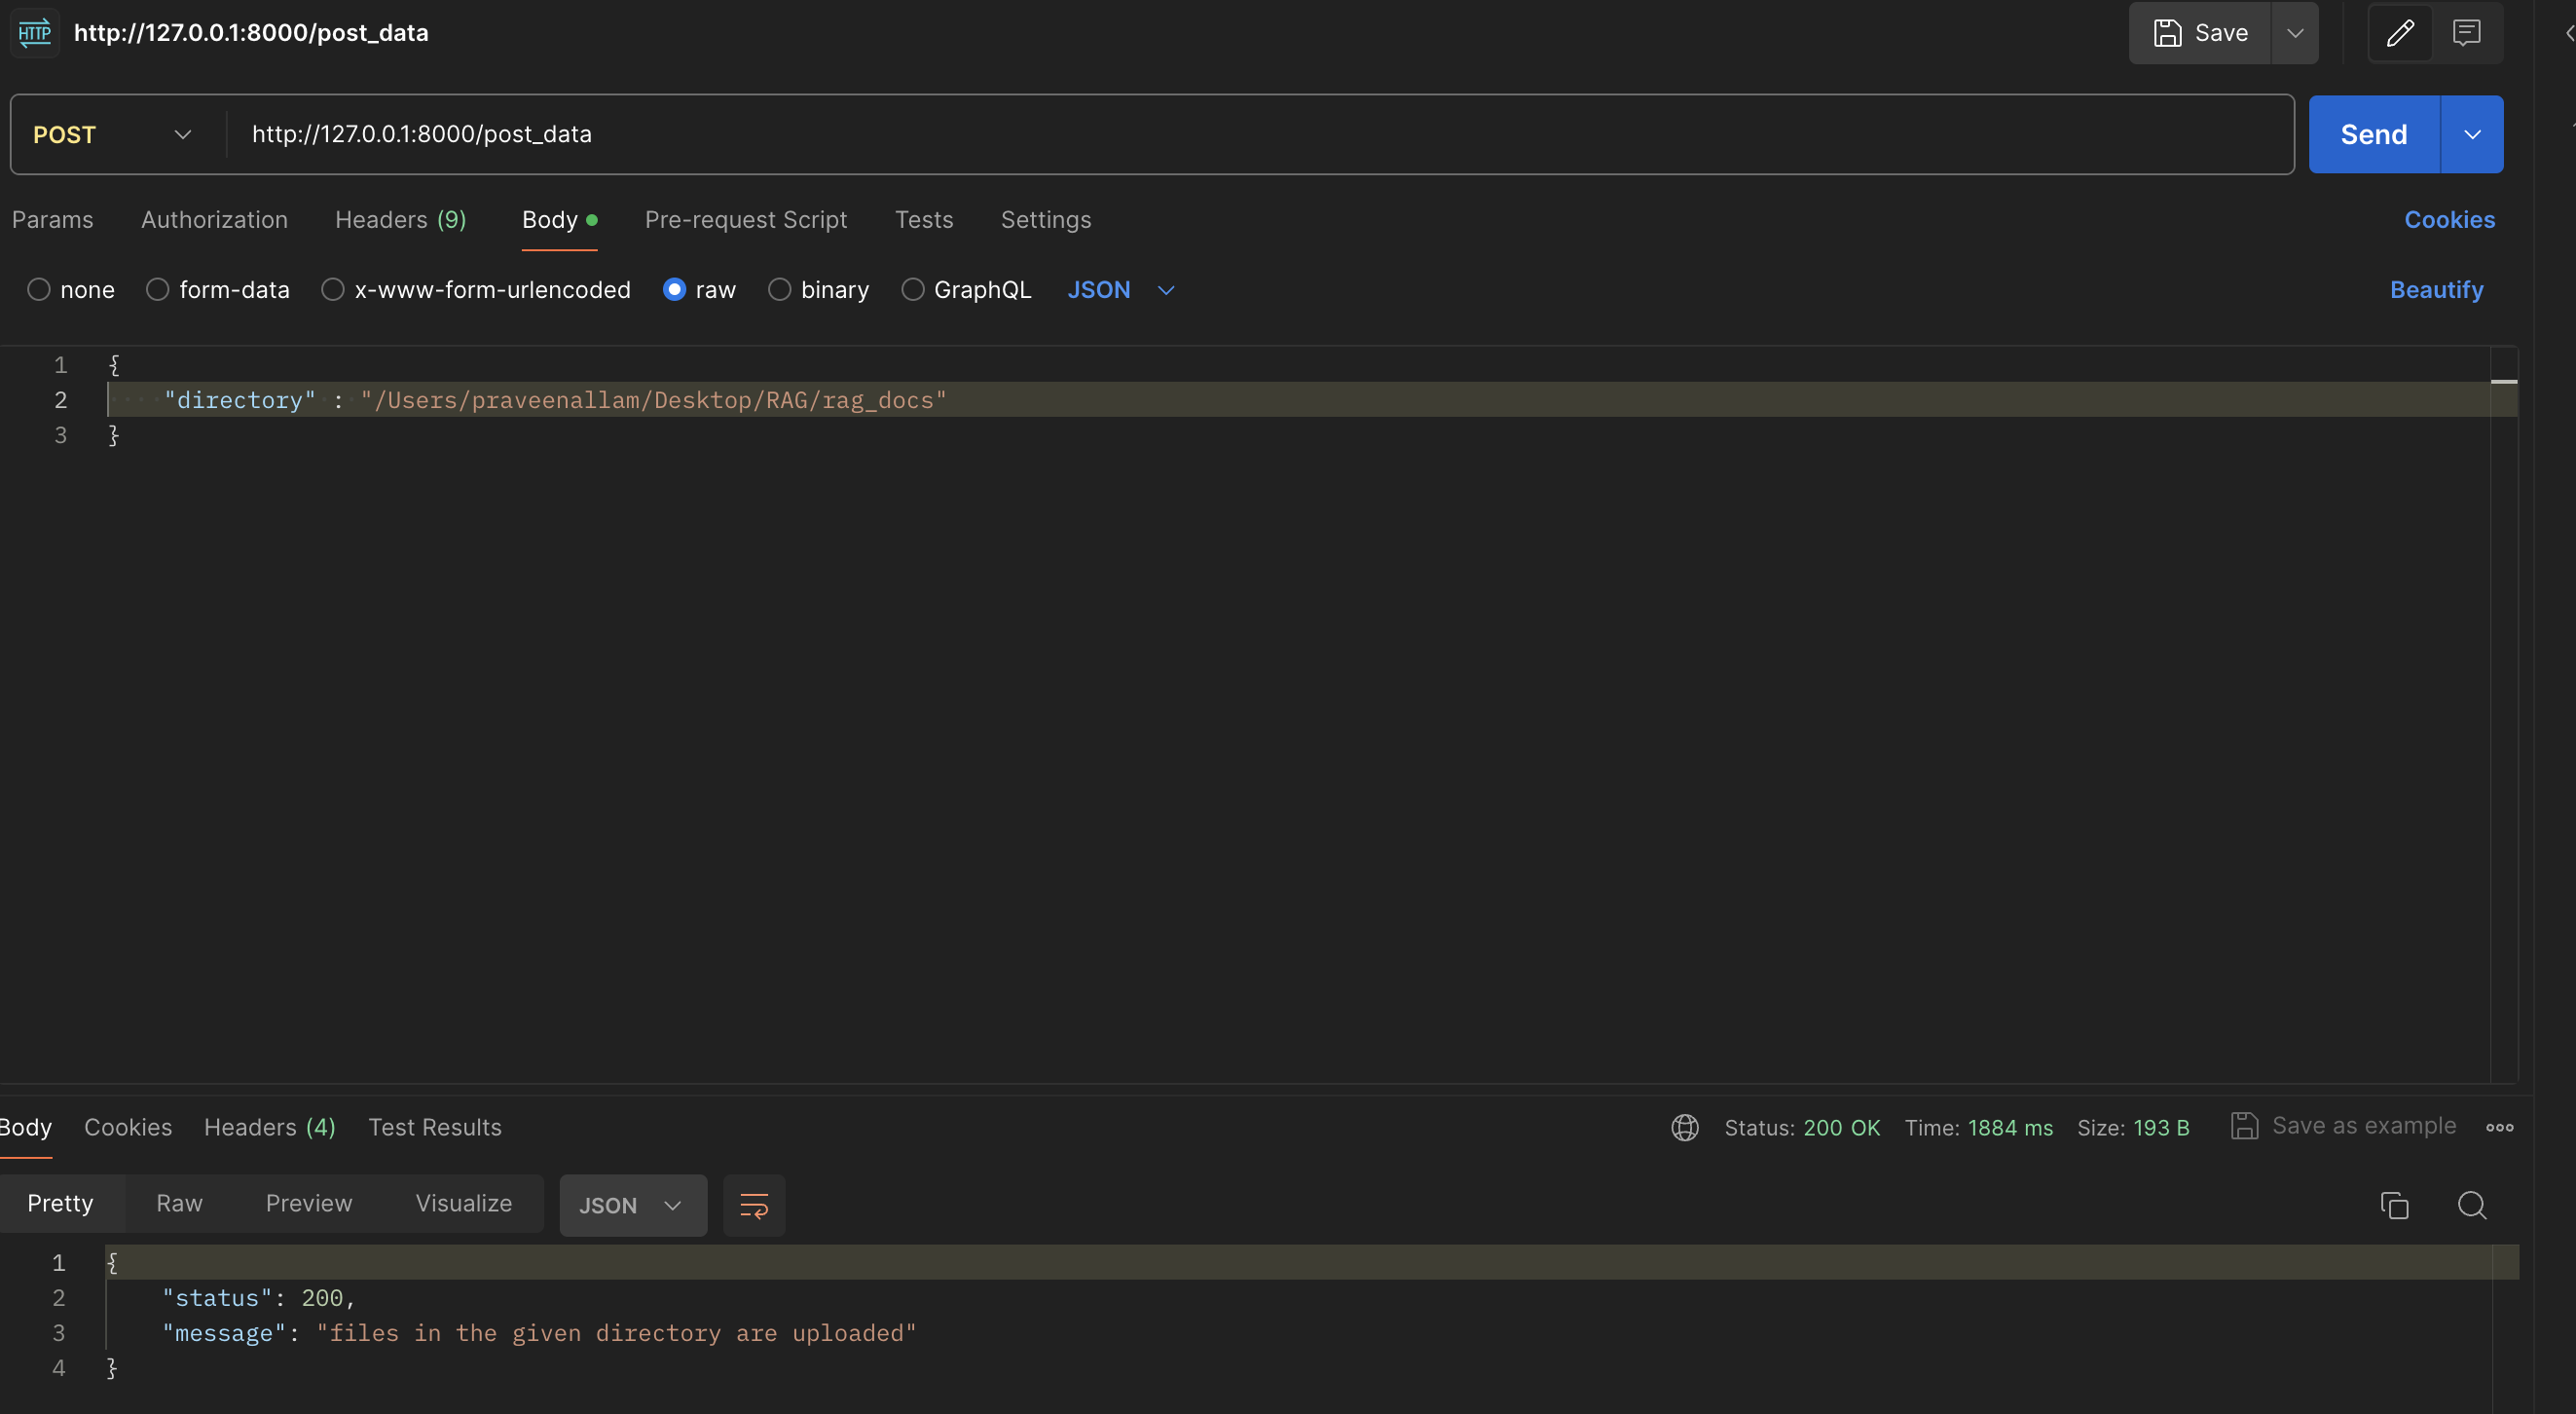 HTTP http://127.0.0.1:8000/post_data Save
POST http://127.0.0.1:8000/post_data Send
Params Authorization Headers (9) Body Pre-request Script Tests Settings Cookies
none form-data x-www-form-urlencoded raw binary GraphQL JSON Beautify
1 {
2 "directory" : "/Users/praveenallam/Desktop/RAG/rag_docs"
3 }
Body Cookies Headers (4) Test Results Status: 200 OK Time: 1884 ms Size: 193 B Save as example
Pretty Raw Preview Visualize JSON
1 {
2 "status": 200,
3 "message": "files in the given directory are uploaded"
4 }